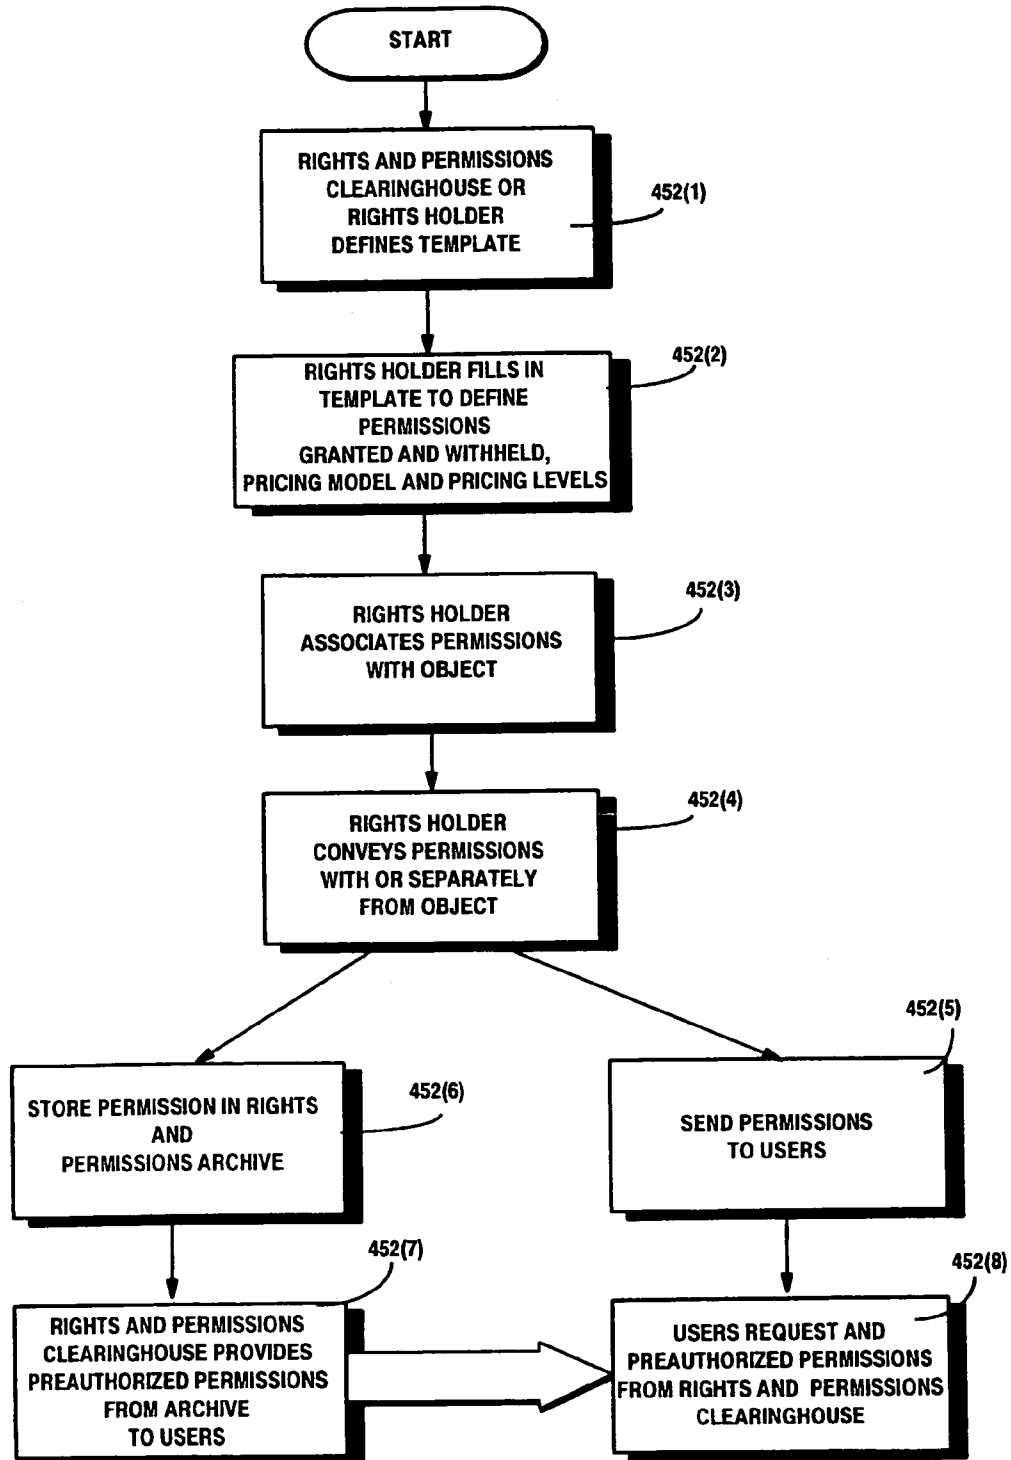 START
RIGHTS AND PERMISSIONS
CLEARINGHOUSE OR
RIGHTS HOLDER
DEFINES TEMPLATE
452(1)
RIGHTS HOLDER FILLS IN
TEMPLATE TO DEFINE
PERMISSIONS
GRANTED AND WITHHELD,
PRICING MODEL AND PRICING LEVELS
452(2)
RIGHTS HOLDER
ASSOCIATES PERMISSIONS
WITH OBJECT
452(3)
RIGHTS HOLDER
CONVEYS PERMISSIONS
WITH OR SEPARATELY
FROM OBJECT
452(4)
STORE PERMISSION IN RIGHTS
AND
PERMISSIONS ARCHIVE
452(6)
SEND PERMISSIONS
TO USERS
452(5)
RIGHTS AND PERMISSIONS
CLEARINGHOUSE PROVIDES
PREAUTHORIZED PERMISSIONS
FROM ARCHIVE
TO USERS
452(7)
USERS REQUEST AND
PREAUTHORIZED PERMISSIONS
FROM RIGHTS AND PERMISSIONS
CLEARINGHOUSE
452(8)